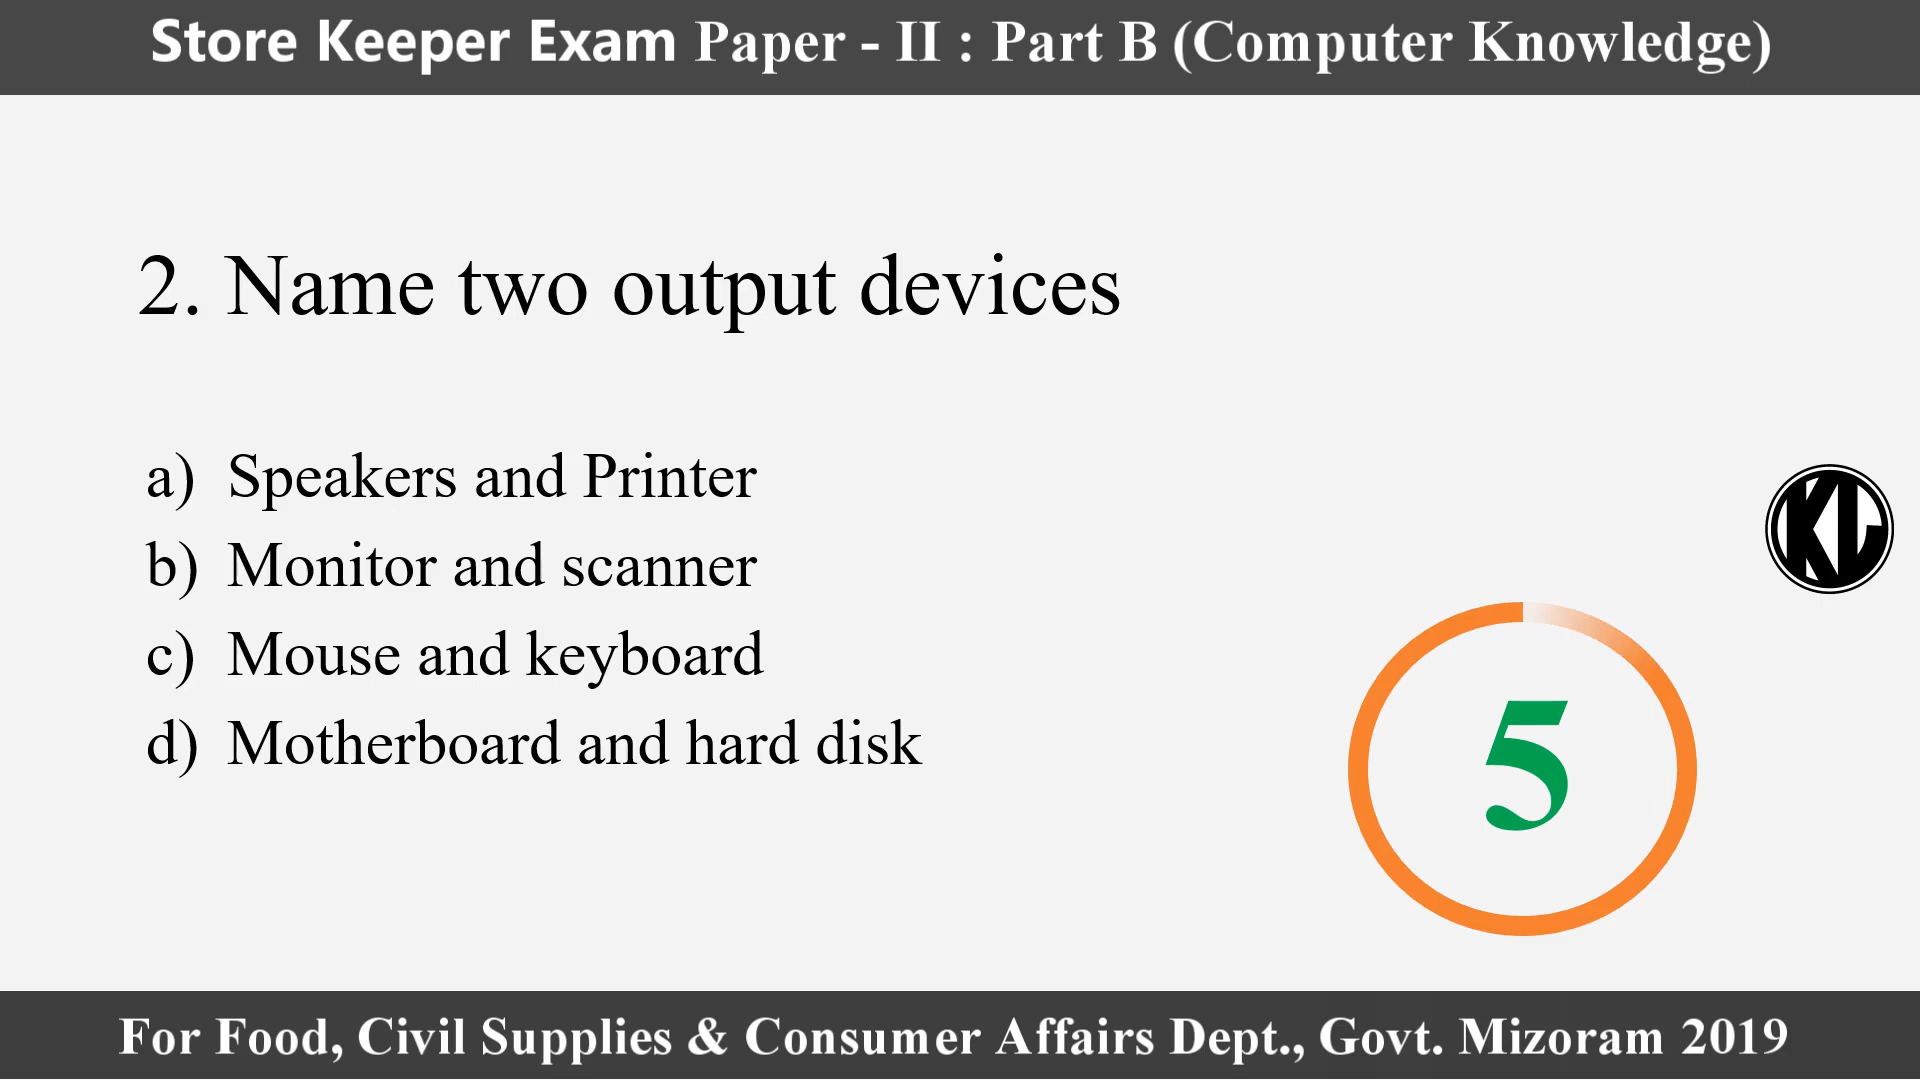 Store Keeper Exam Paper - II : Part B (Computer Knowledge)
2. Name two output devices
a) Speakers and Printer
b) Monitor and scanner
c) Mouse and keyboard
d) Motherboard and hard disk
KL
5
For Food, Civil Supplies & Consumer Affairs Dept., Govt. Mizoram 2019